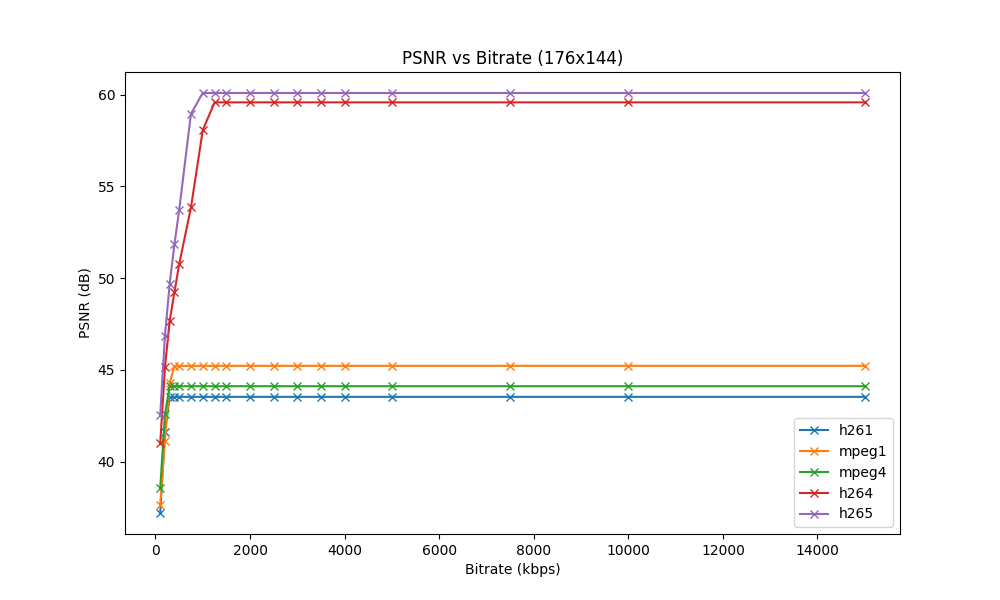 PSNR vs Bitrate (176x144)
PSNR (dB)
60
55
50
45
40
h261
mpeg1
mpeg4
h264
h265
0 2000 4000 6000 8000 10000 12000 14000
Bitrate (kbps)